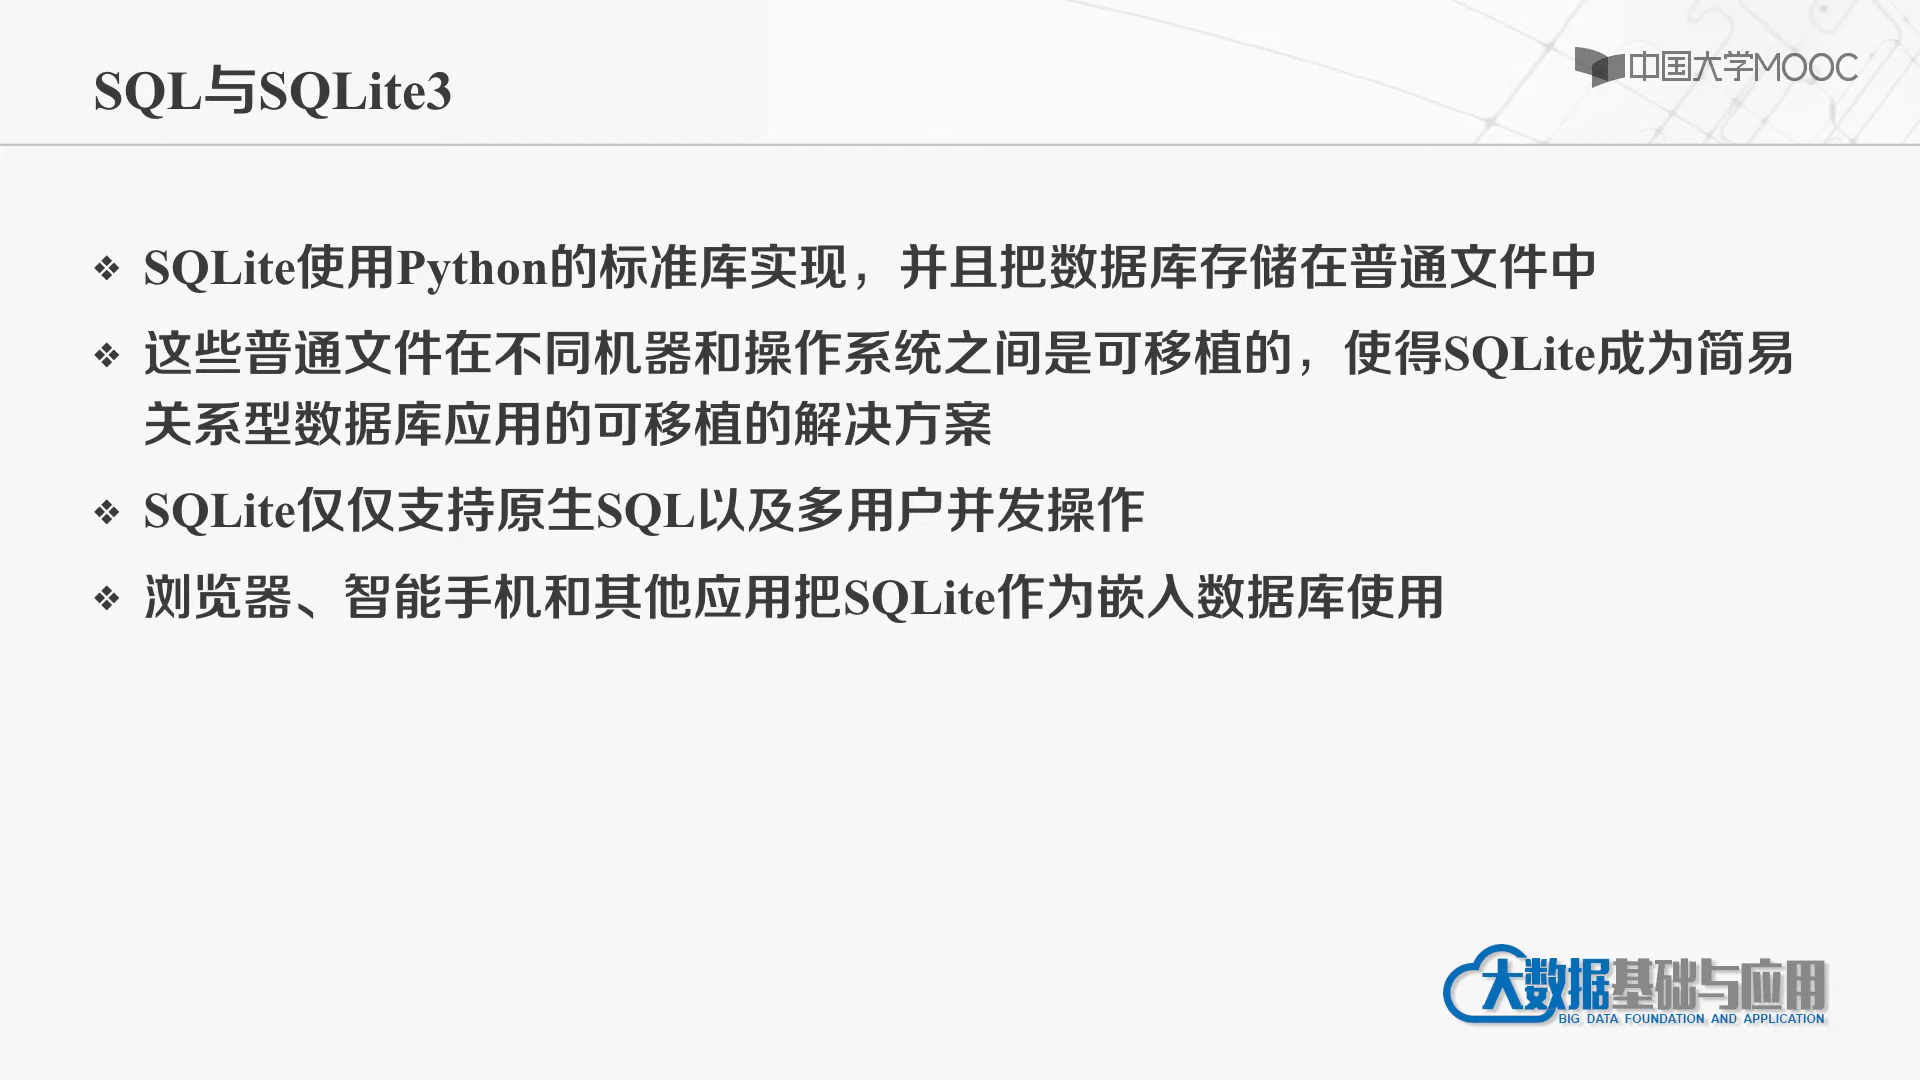 SQL与SQLite3
中国大学MOOC
❖ SQLite使用Python的标准库实现，并且把数据库存储在普通文件中
❖ 这些普通文件在不同机器和操作系统之间是可移植的，使得SQLite成为简易
关系型数据库应用的可移植的解决方案
❖ SQLite仅仅支持原生SQL以及多用户并发操作
❖ 浏览器、智能手机和其他应用把SQLite作为嵌入数据库使用
大数据基础与应用
BIG DATA FOUNDATION AND APPLICATION